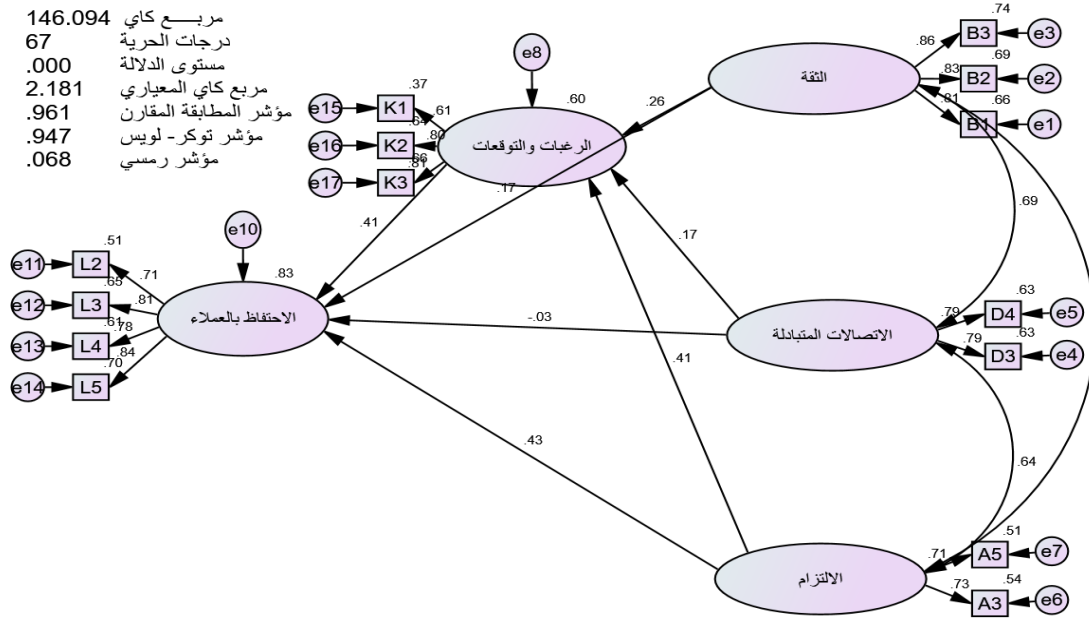 مربــــع كاي 146.094
درجات الحرية 67
مستوى الدلالة .000
مربع كاي المعياري 2.181
مؤشر المطابقة المقارن .961
مؤشر توكر- لويس .947
مؤشر رمسي .068
e8
.60
الرغبات والتوقعات
e15
K1
.37
.61
e16
K2
.64
.80
e17
K3
.66
.81
الثقة
.86
B3
.74
e3
.83
B2
.69
e2
.81
B1
.66
e1
.26
.17
.41
.17
.69
e10
.83
الاحتفاظ بالعملاء
e11
L2
.51
.71
e12
L3
.65
.81
e13
L4
.61
.78
e14
L5
.70
.84
-.03
الاتصالات المتبادلة
.79
D4
.63
e5
.79
D3
.63
e4
.41
.43
.64
الالتزام
.71
A5
.51
e7
.73
A3
.54
e6